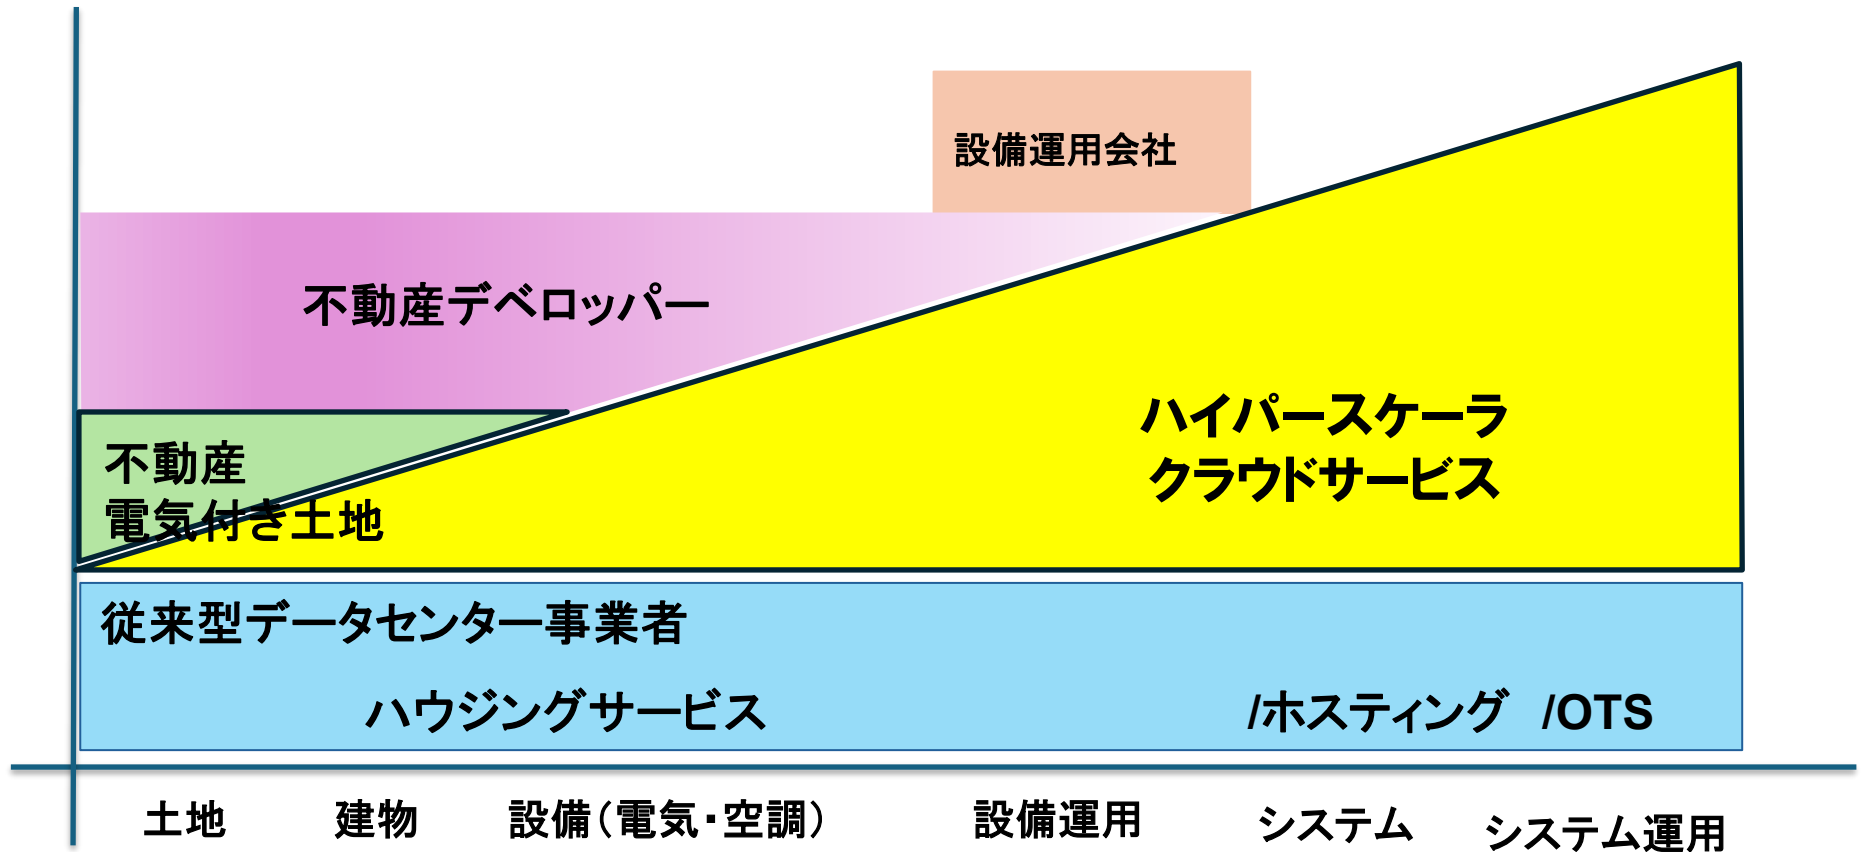 設備運用会社
不動産デベロッパー
ハイパースケーラ
クラウドサービス
不動産
電気付き土地
従来型データセンター事業者
ハウジングサービス /ホスティング /OTS
土地 建物 設備(電気・空調) 設備運用 システム システム運用